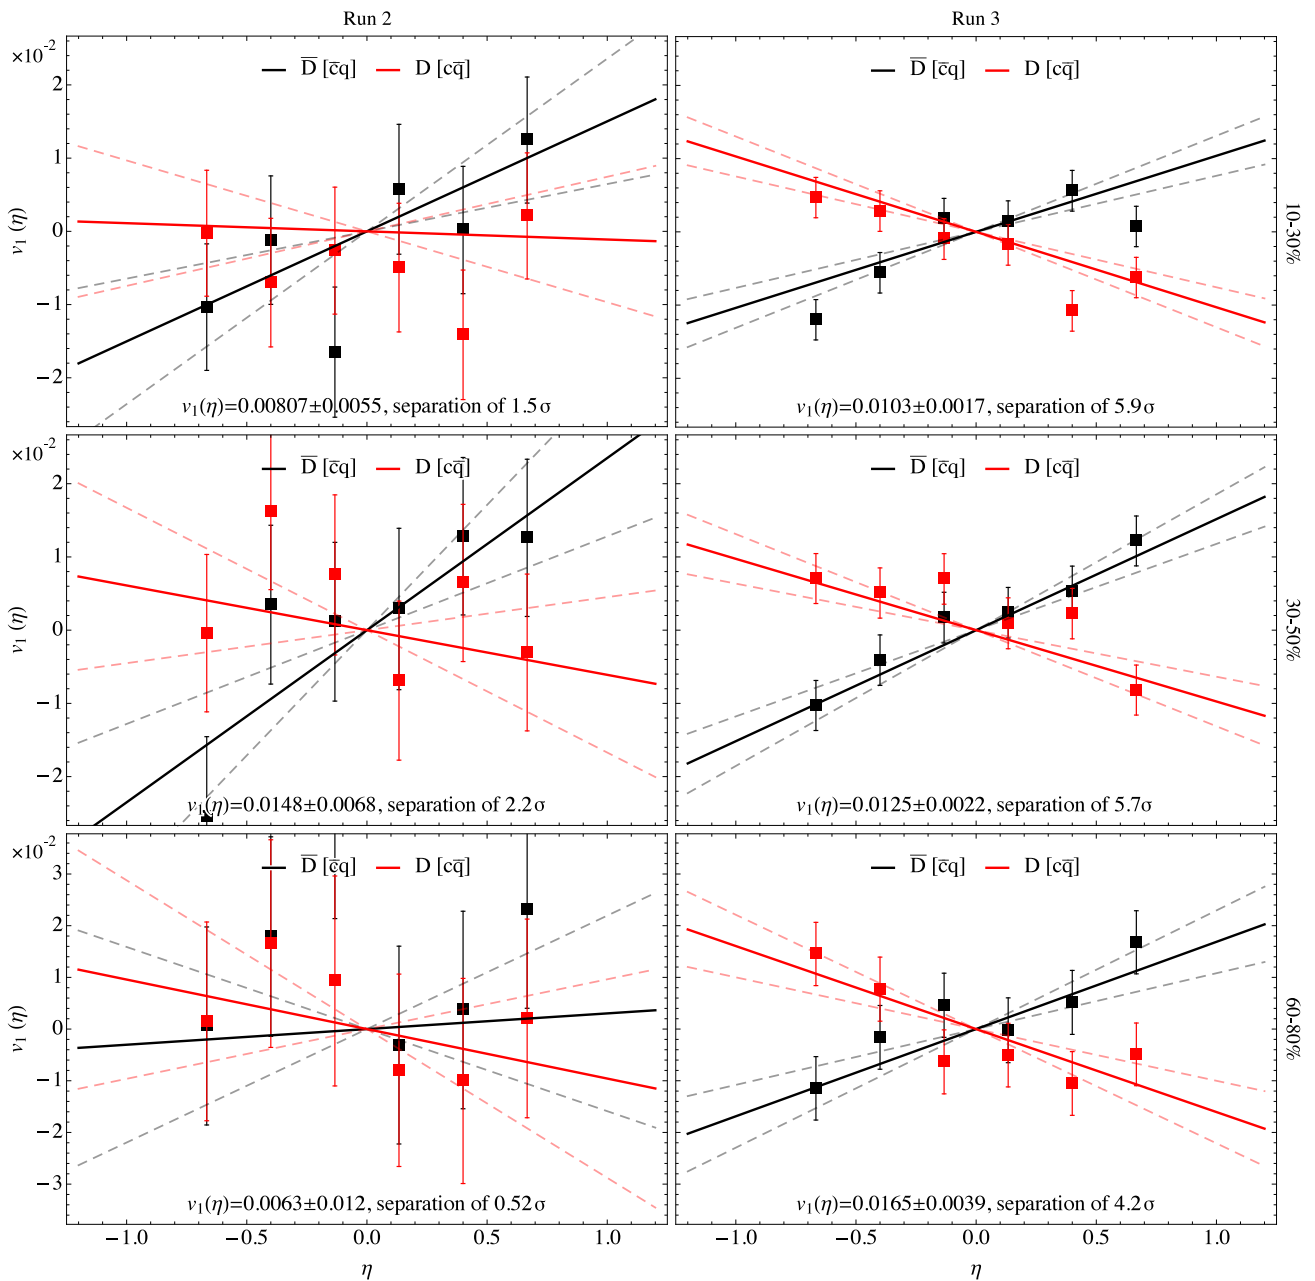 Run 2 Run 3
×10⁻²
D̅ [c̅q] D [cq̅] D̅ [c̅q] D [cq̅]
2
1
0
−1
−2
v₁ (η)
10-30%
v₁(η)=0.00807±0.0055, separation of 1.5σ v₁(η)=0.0103±0.0017, separation of 5.9σ
×10⁻²
D̅ [c̅q] D [cq̅] D̅ [c̅q] D [cq̅]
2
1
0
−1
−2
v₁ (η)
30-50%
v₁(η)=0.0148±0.0068, separation of 2.2σ v₁(η)=0.0125±0.0022, separation of 5.7σ
×10⁻²
D̅ [c̅q] D [cq̅] D̅ [c̅q] D [cq̅]
3
2
1
0
−1
−2
−3
v₁ (η)
60-80%
v₁(η)=0.0063±0.012, separation of 0.52σ v₁(η)=0.0165±0.0039, separation of 4.2σ
−1.0 −0.5 0.0 0.5 1.0 −1.0 −0.5 0.0 0.5 1.0
η η